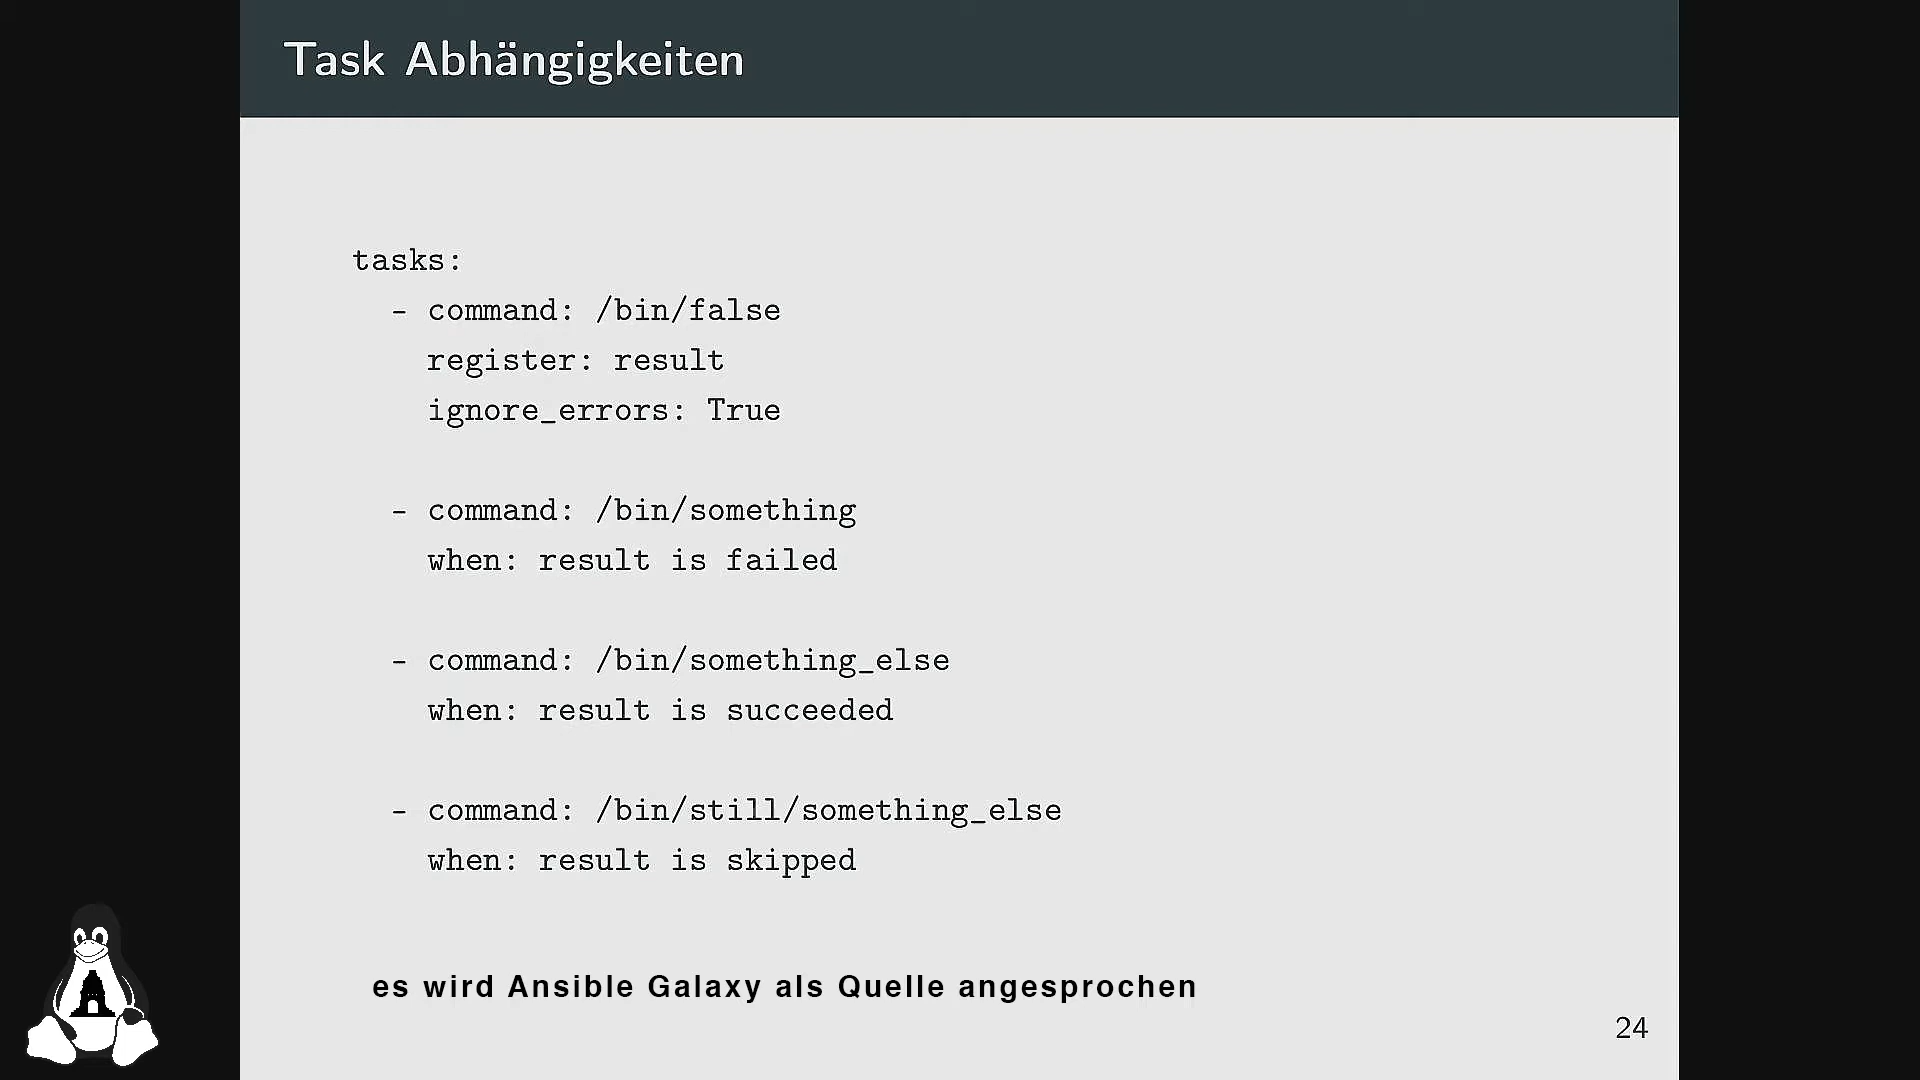 Task Abhängigkeiten
tasks:
- command: /bin/false
register: result
ignore_errors: True
- command: /bin/something
when: result is failed
- command: /bin/something_else
when: result is succeeded
- command: /bin/still/something_else
when: result is skipped
es wird Ansible Galaxy als Quelle angesprochen
24